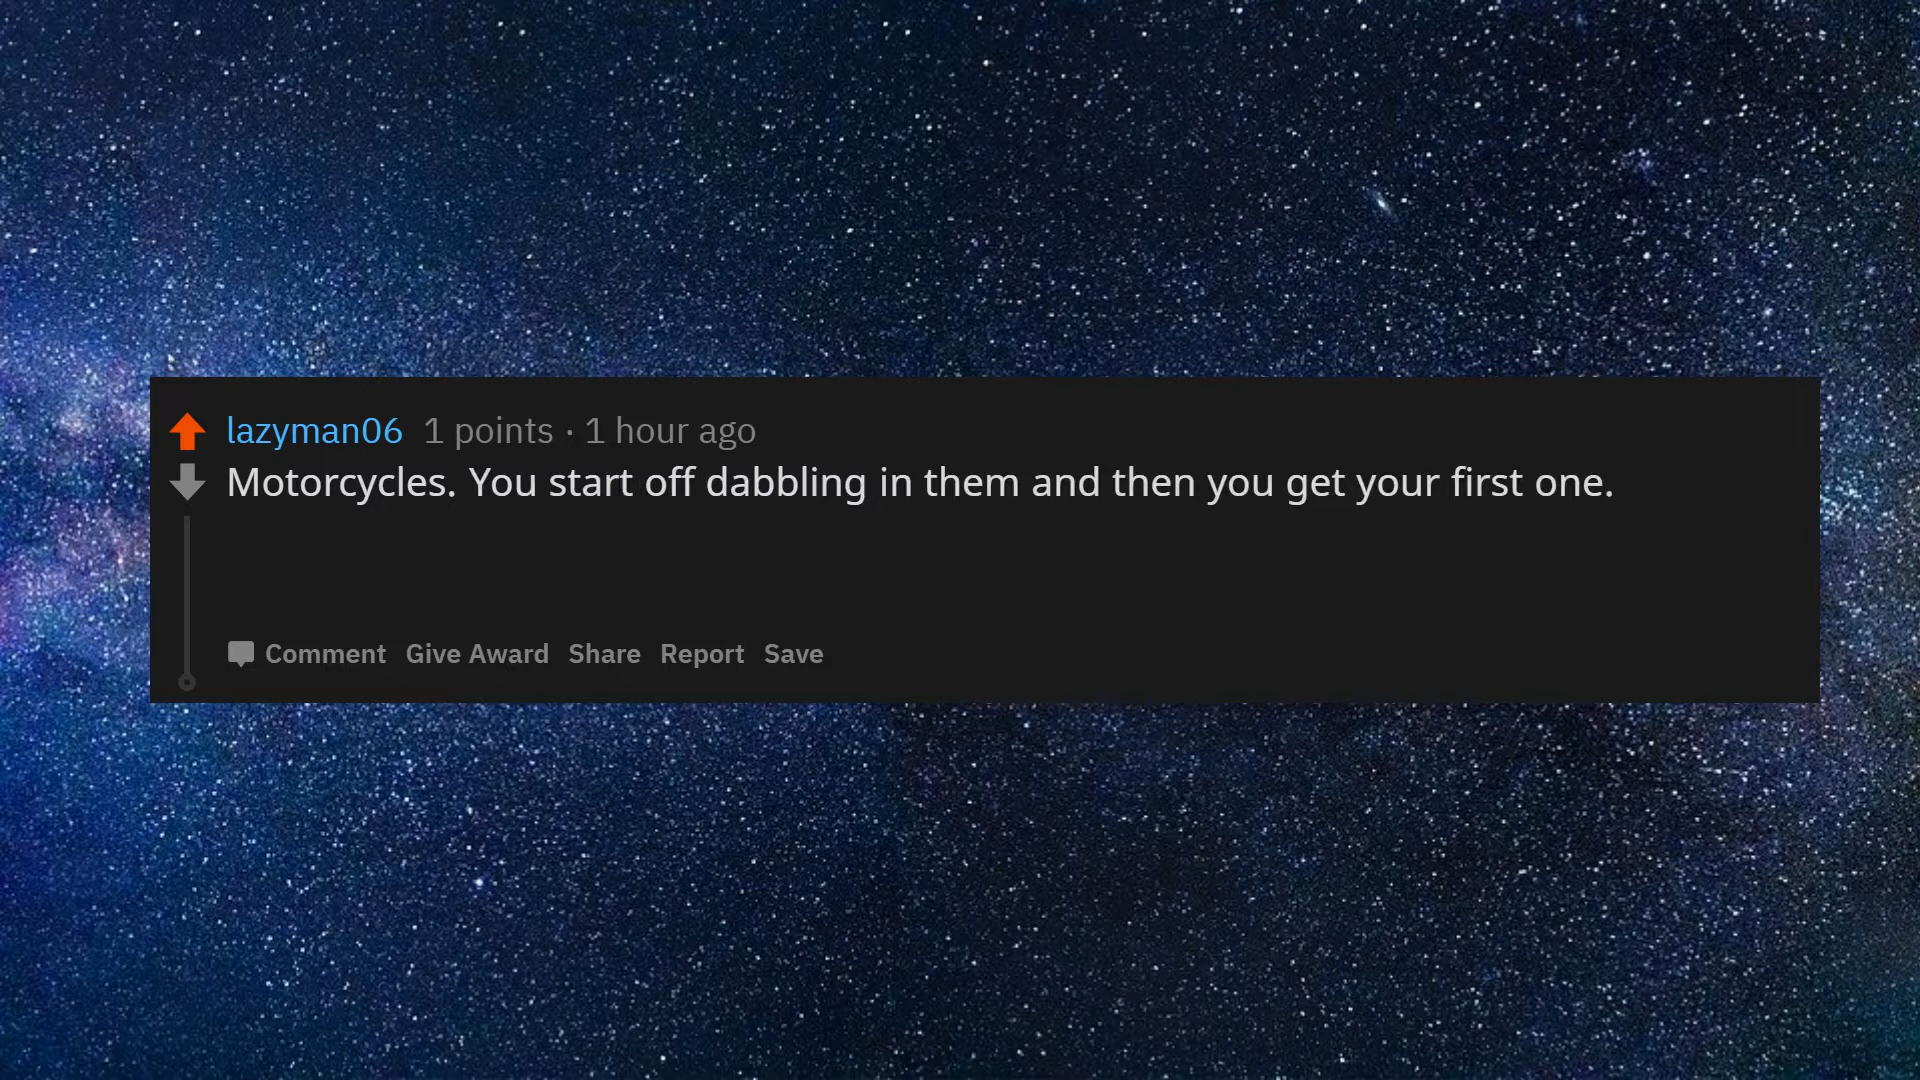 lazyman06 1 points · 1 hour ago
Motorcycles. You start off dabbling in them and then you get your first one.
Comment Give Award Share Report Save